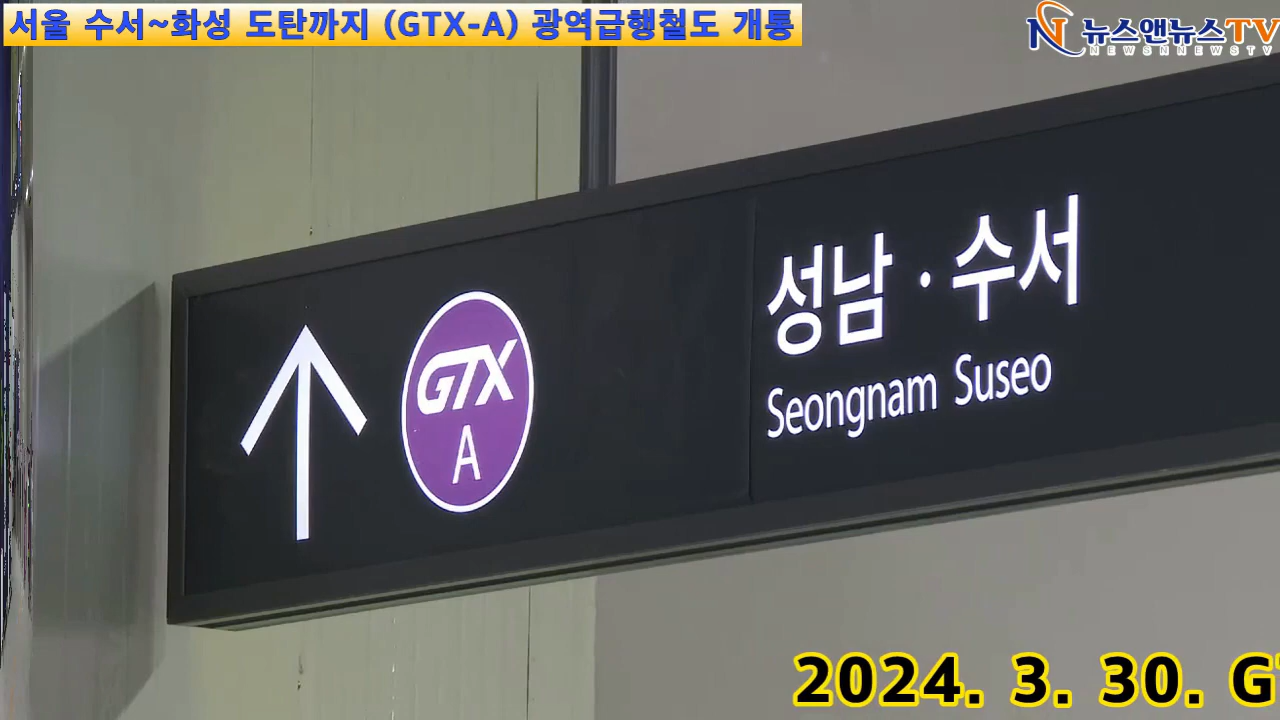 서울 수서~화성 도탄까지 (GTX-A) 광역급행철도 개통
뉴스앤뉴스TV
NEWSNNEWSTV
성남·수서
Seongnam Suseo
GTX
A
2024. 3. 30. G